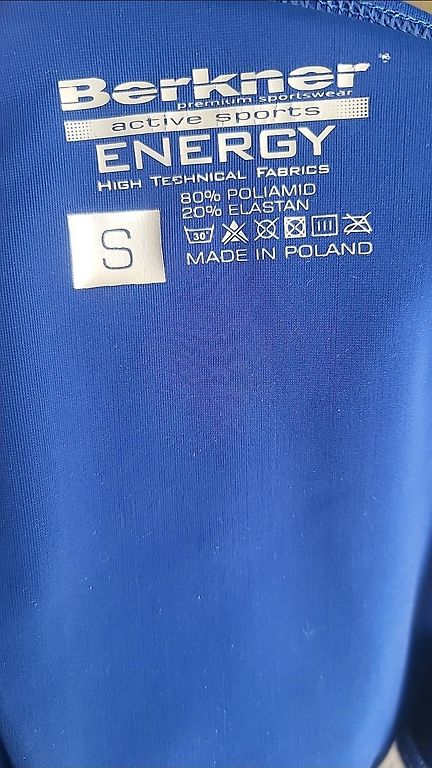 Berkner
premium sportswear
active sports
ENERGY
HIGH TECHNICAL FABRICS
80% POLIAMID
20% ELASTAN
S
30°
MADE IN POLAND